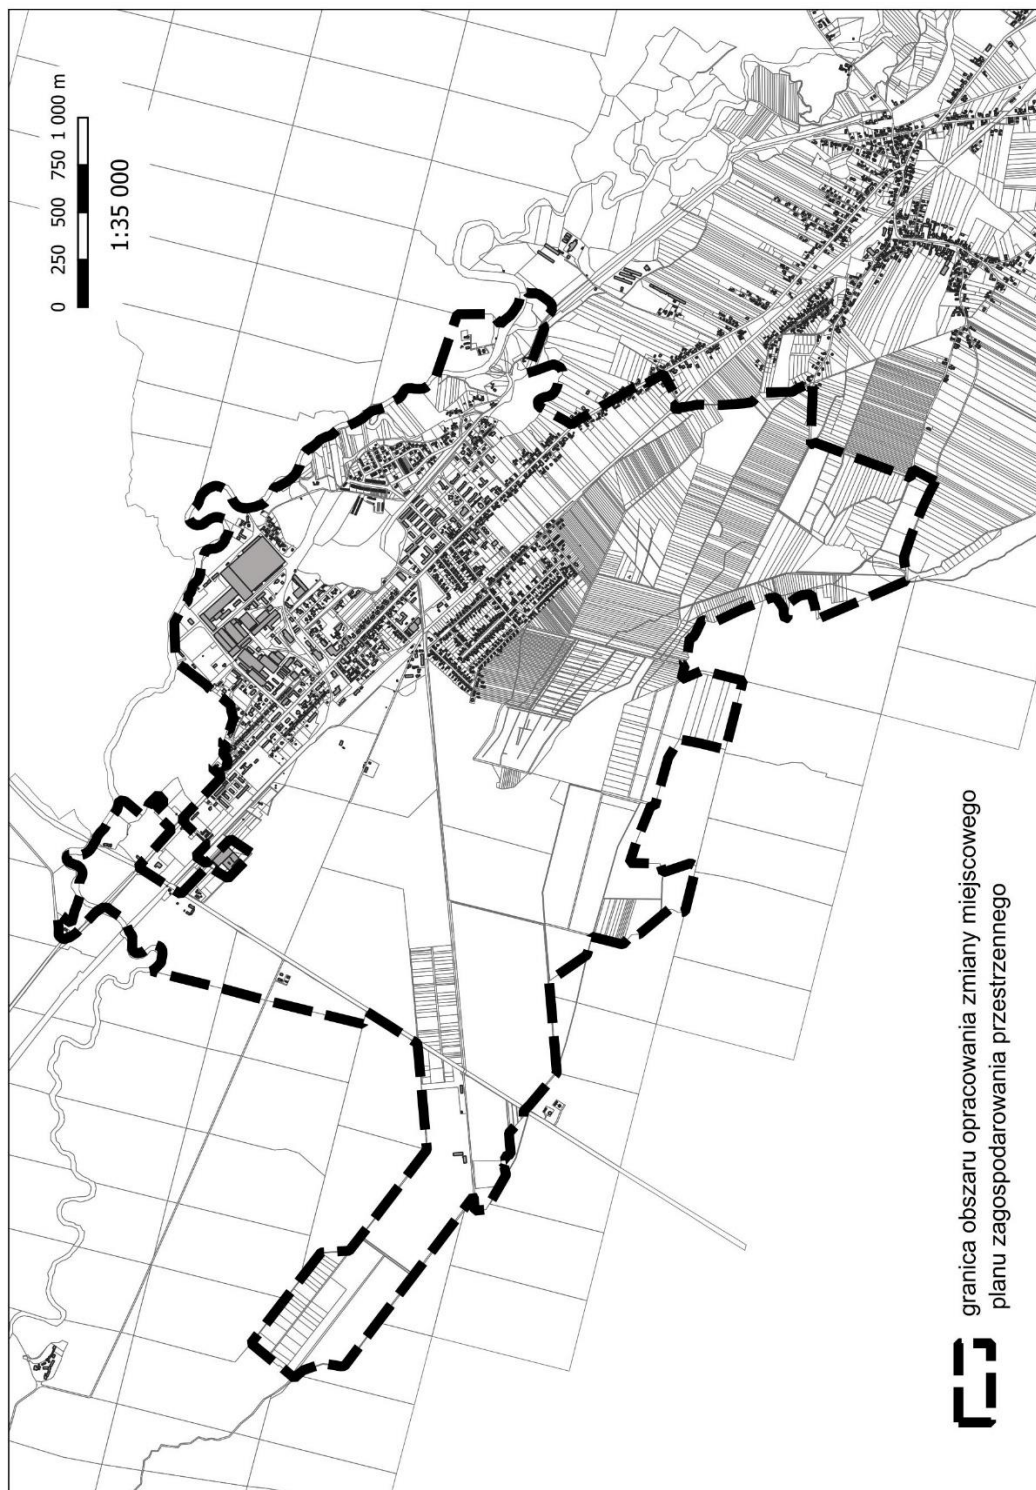 0 250 500 750 1 000 m
1:35 000
granica obszaru opracowania zmiany miejscowego
planu zagospodarowania przestrzennego